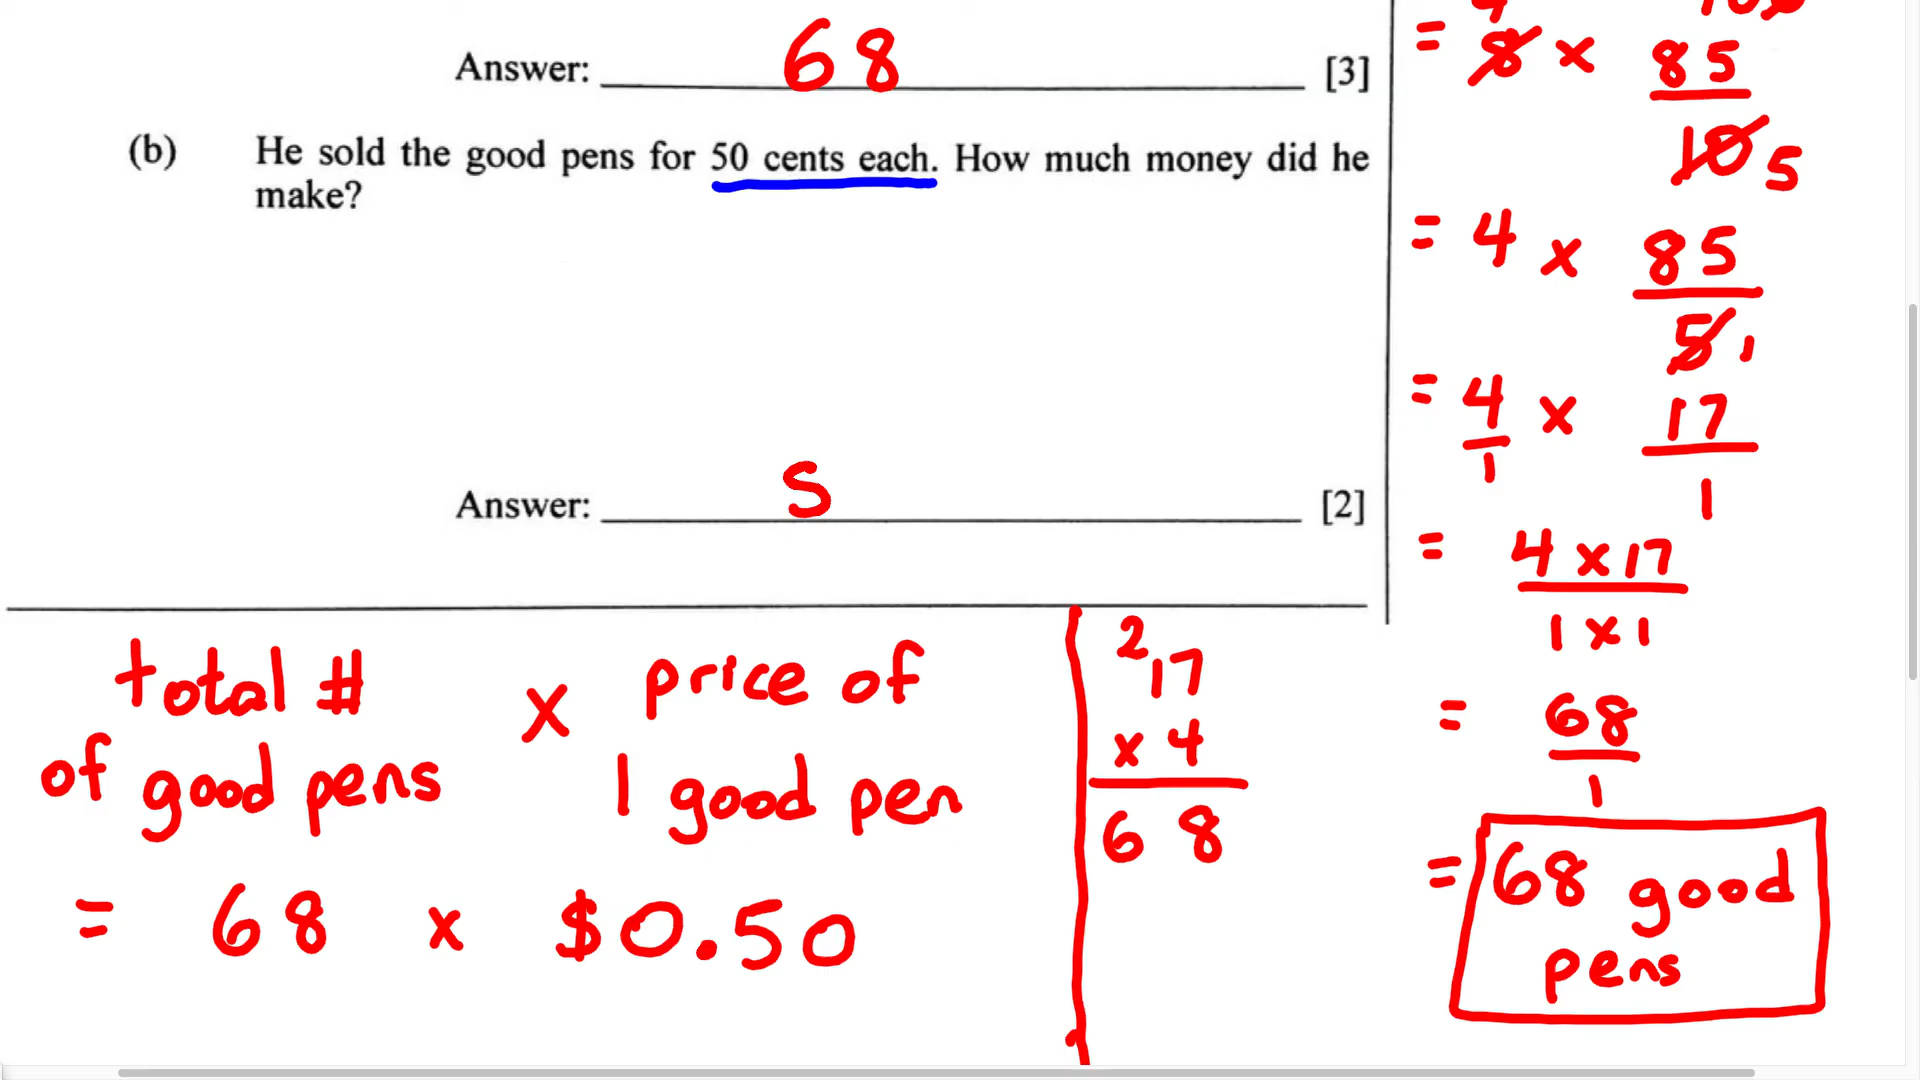 Answer: 68 [3]
(b) He sold the good pens for 50 cents each. How much money did he
make?
Answer: S [2]
total # × price of
of good pens 1 good pen
= 68 × $0.50
2
17
× 4
68
= 8 × 85
10 5
= 4 × 85
5 1
= 4 × 17
1 1
= 4 × 17
1 × 1
= 68
1
= 68 good
pens